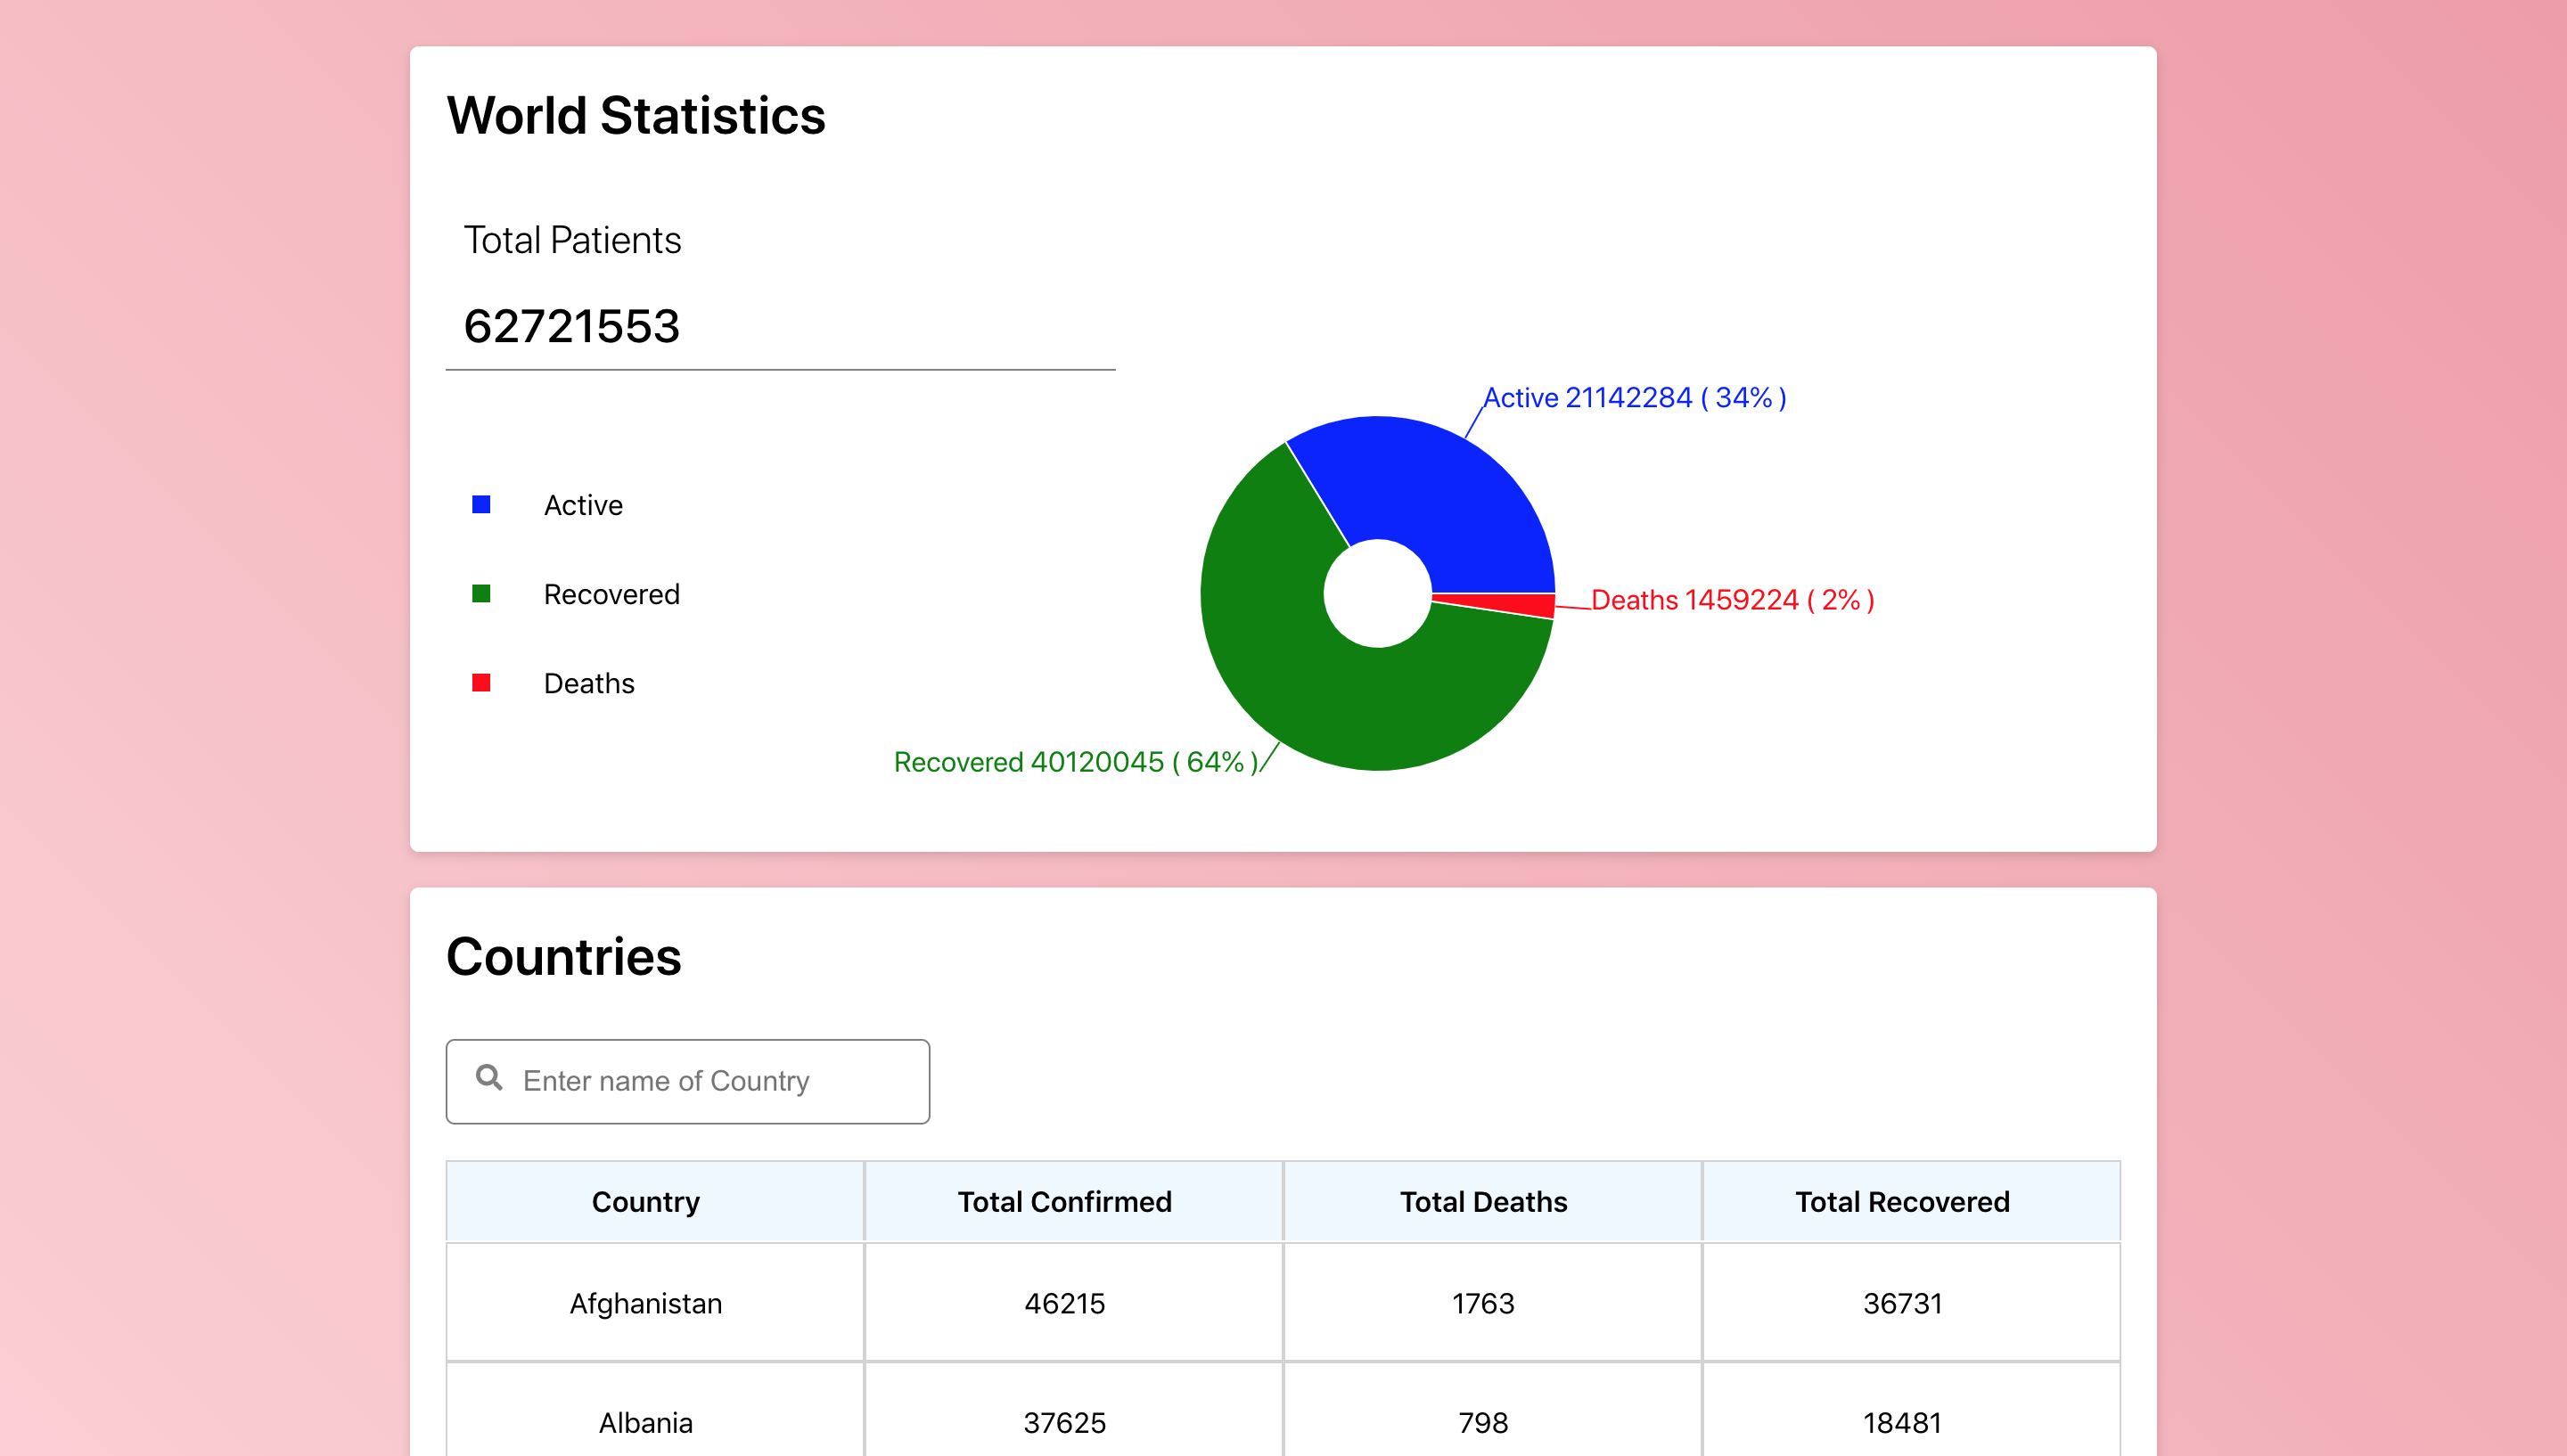 World Statistics
Total Patients
62721553
Active
Recovered
Deaths
Active 21142284 ( 34% )
Deaths 1459224 ( 2% )
Recovered 40120045 ( 64% )
Countries
Enter name of Country
Country Total Confirmed Total Deaths Total Recovered
Afghanistan 46215 1763 36731
Albania 37625 798 18481